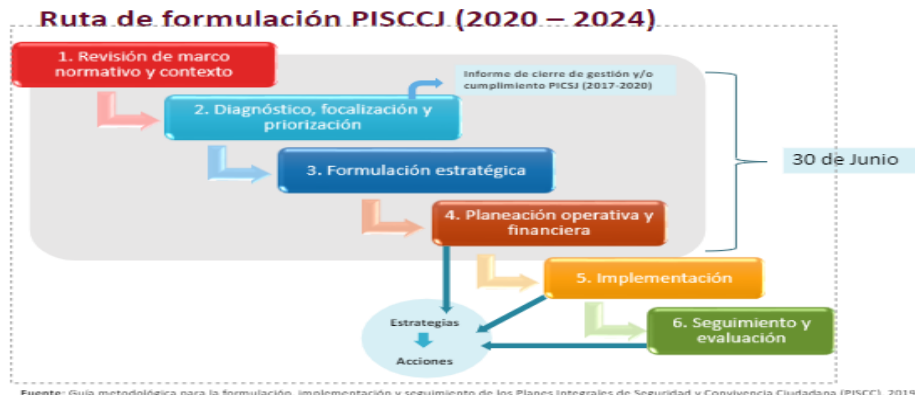 Ruta de formulación PISCCJ (2020 – 2024)
1. Revisión de marco
normativo y contexto
Informe de cierre de gestión y/o
cumplimiento PICSJ (2017-2020)
2. Diagnóstico, focalización y
priorización
30 de Junio
3. Formulación estratégica
4. Planeación operativa y
financiera
5. Implementación
Estrategias
Acciones
6. Seguimiento y
evaluación
Fuente: Guía metodológica para la formulación, implementación y seguimiento de los Planes Integrales de Seguridad y Convivencia Ciudadana (PISCC), 2019